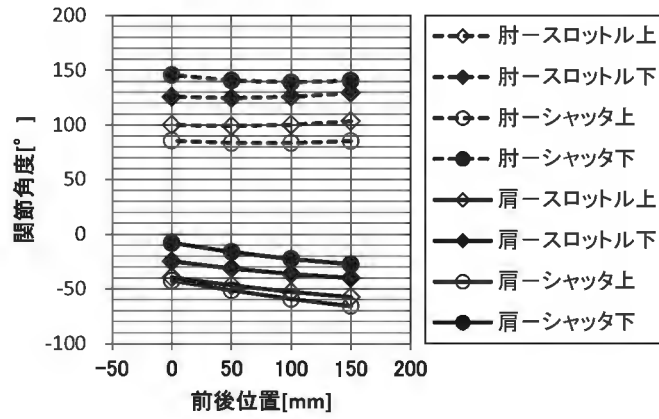 200
150
100
50
0
-50
-100
-50 0 50 100 150 200
関節角度[°]
前後位置[mm]
肘ースロットル上
肘ースロットル下
肘ーシャッタ上
肘ーシャッタ下
肩ースロットル上
肩ースロットル下
肩ーシャッタ上
肩ーシャッタ下